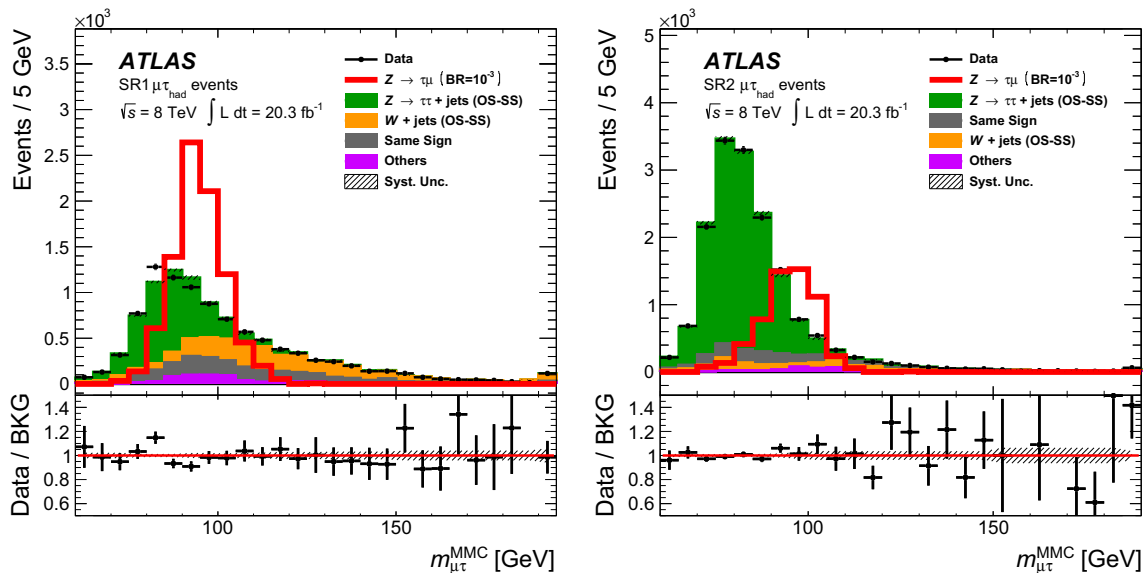 ×10³
3.5
3
2.5
2
1.5
1
0.5
0
Events / 5 GeV
ATLAS
SR1 μτhad events
√s = 8 TeV ∫ L dt = 20.3 fb⁻¹
Data
Z → τμ (BR=10⁻³)
Z → ττ + jets (OS-SS)
W + jets (OS-SS)
Same Sign
Others
Syst. Unc.
Data / BKG
1.4
1.2
1
0.8
0.6
100
150
m^MMC_μτ [GeV]
×10³
5
4
3
2
1
0
Events / 5 GeV
ATLAS
SR2 μτhad events
√s = 8 TeV ∫ L dt = 20.3 fb⁻¹
Data
Z → τμ (BR=10⁻³)
Z → ττ + jets (OS-SS)
Same Sign
W + jets (OS-SS)
Others
Syst. Unc.
Data / BKG
1.4
1.2
1
0.8
0.6
100
150
m^MMC_μτ [GeV]